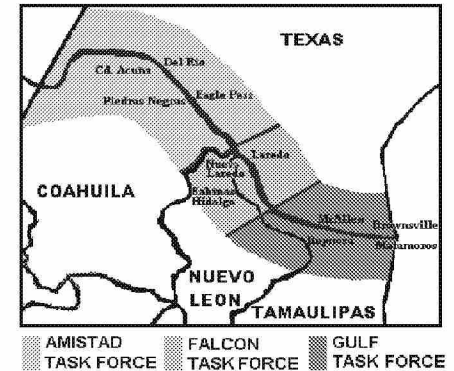 TEXAS
Del Rio
Cd. Acuna
Eagle Pass
Piedras Negras
Laredo
Nuevo
Laredo
Sabinas
Hidalgo
COAHUILA
McAllen
Brownsville
Reynosa
Matamoros
NUEVO
LEON
TAMAULIPAS
AMISTAD
TASK FORCE
FALCON
TASK FORCE
GULF
TASK FORCE